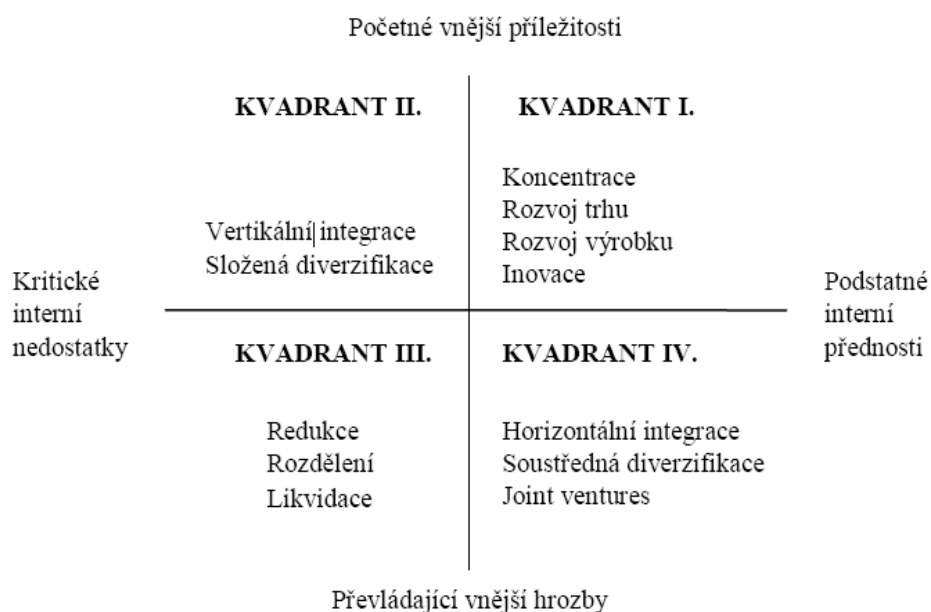 Početné vnější příležitosti
KVADRANT II.
KVADRANT I.
Vertikální integrace
Složená diverzifikace
Koncentrace
Rozvoj trhu
Rozvoj výrobku
Inovace
Kritické
interní
nedostatky
Podstatné
interní
přednosti
KVADRANT III.
KVADRANT IV.
Redukce
Rozdělení
Likvidace
Horizontální integrace
Soustředná diverzifikace
Joint ventures
Převládající vnější hrozby